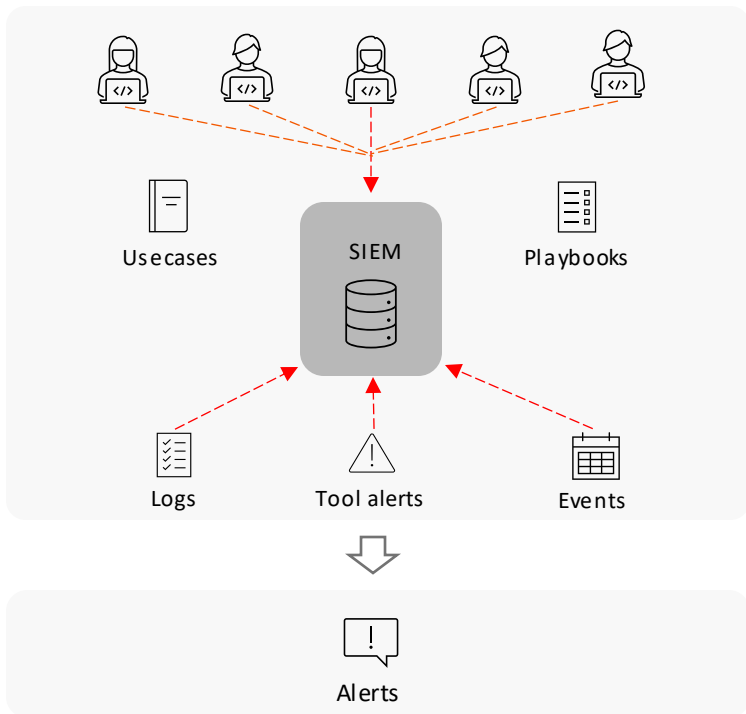 </>
</>
</>
</>
</>
Usecases
SIEM
Playbooks
Logs
Tool alerts
Events
Alerts